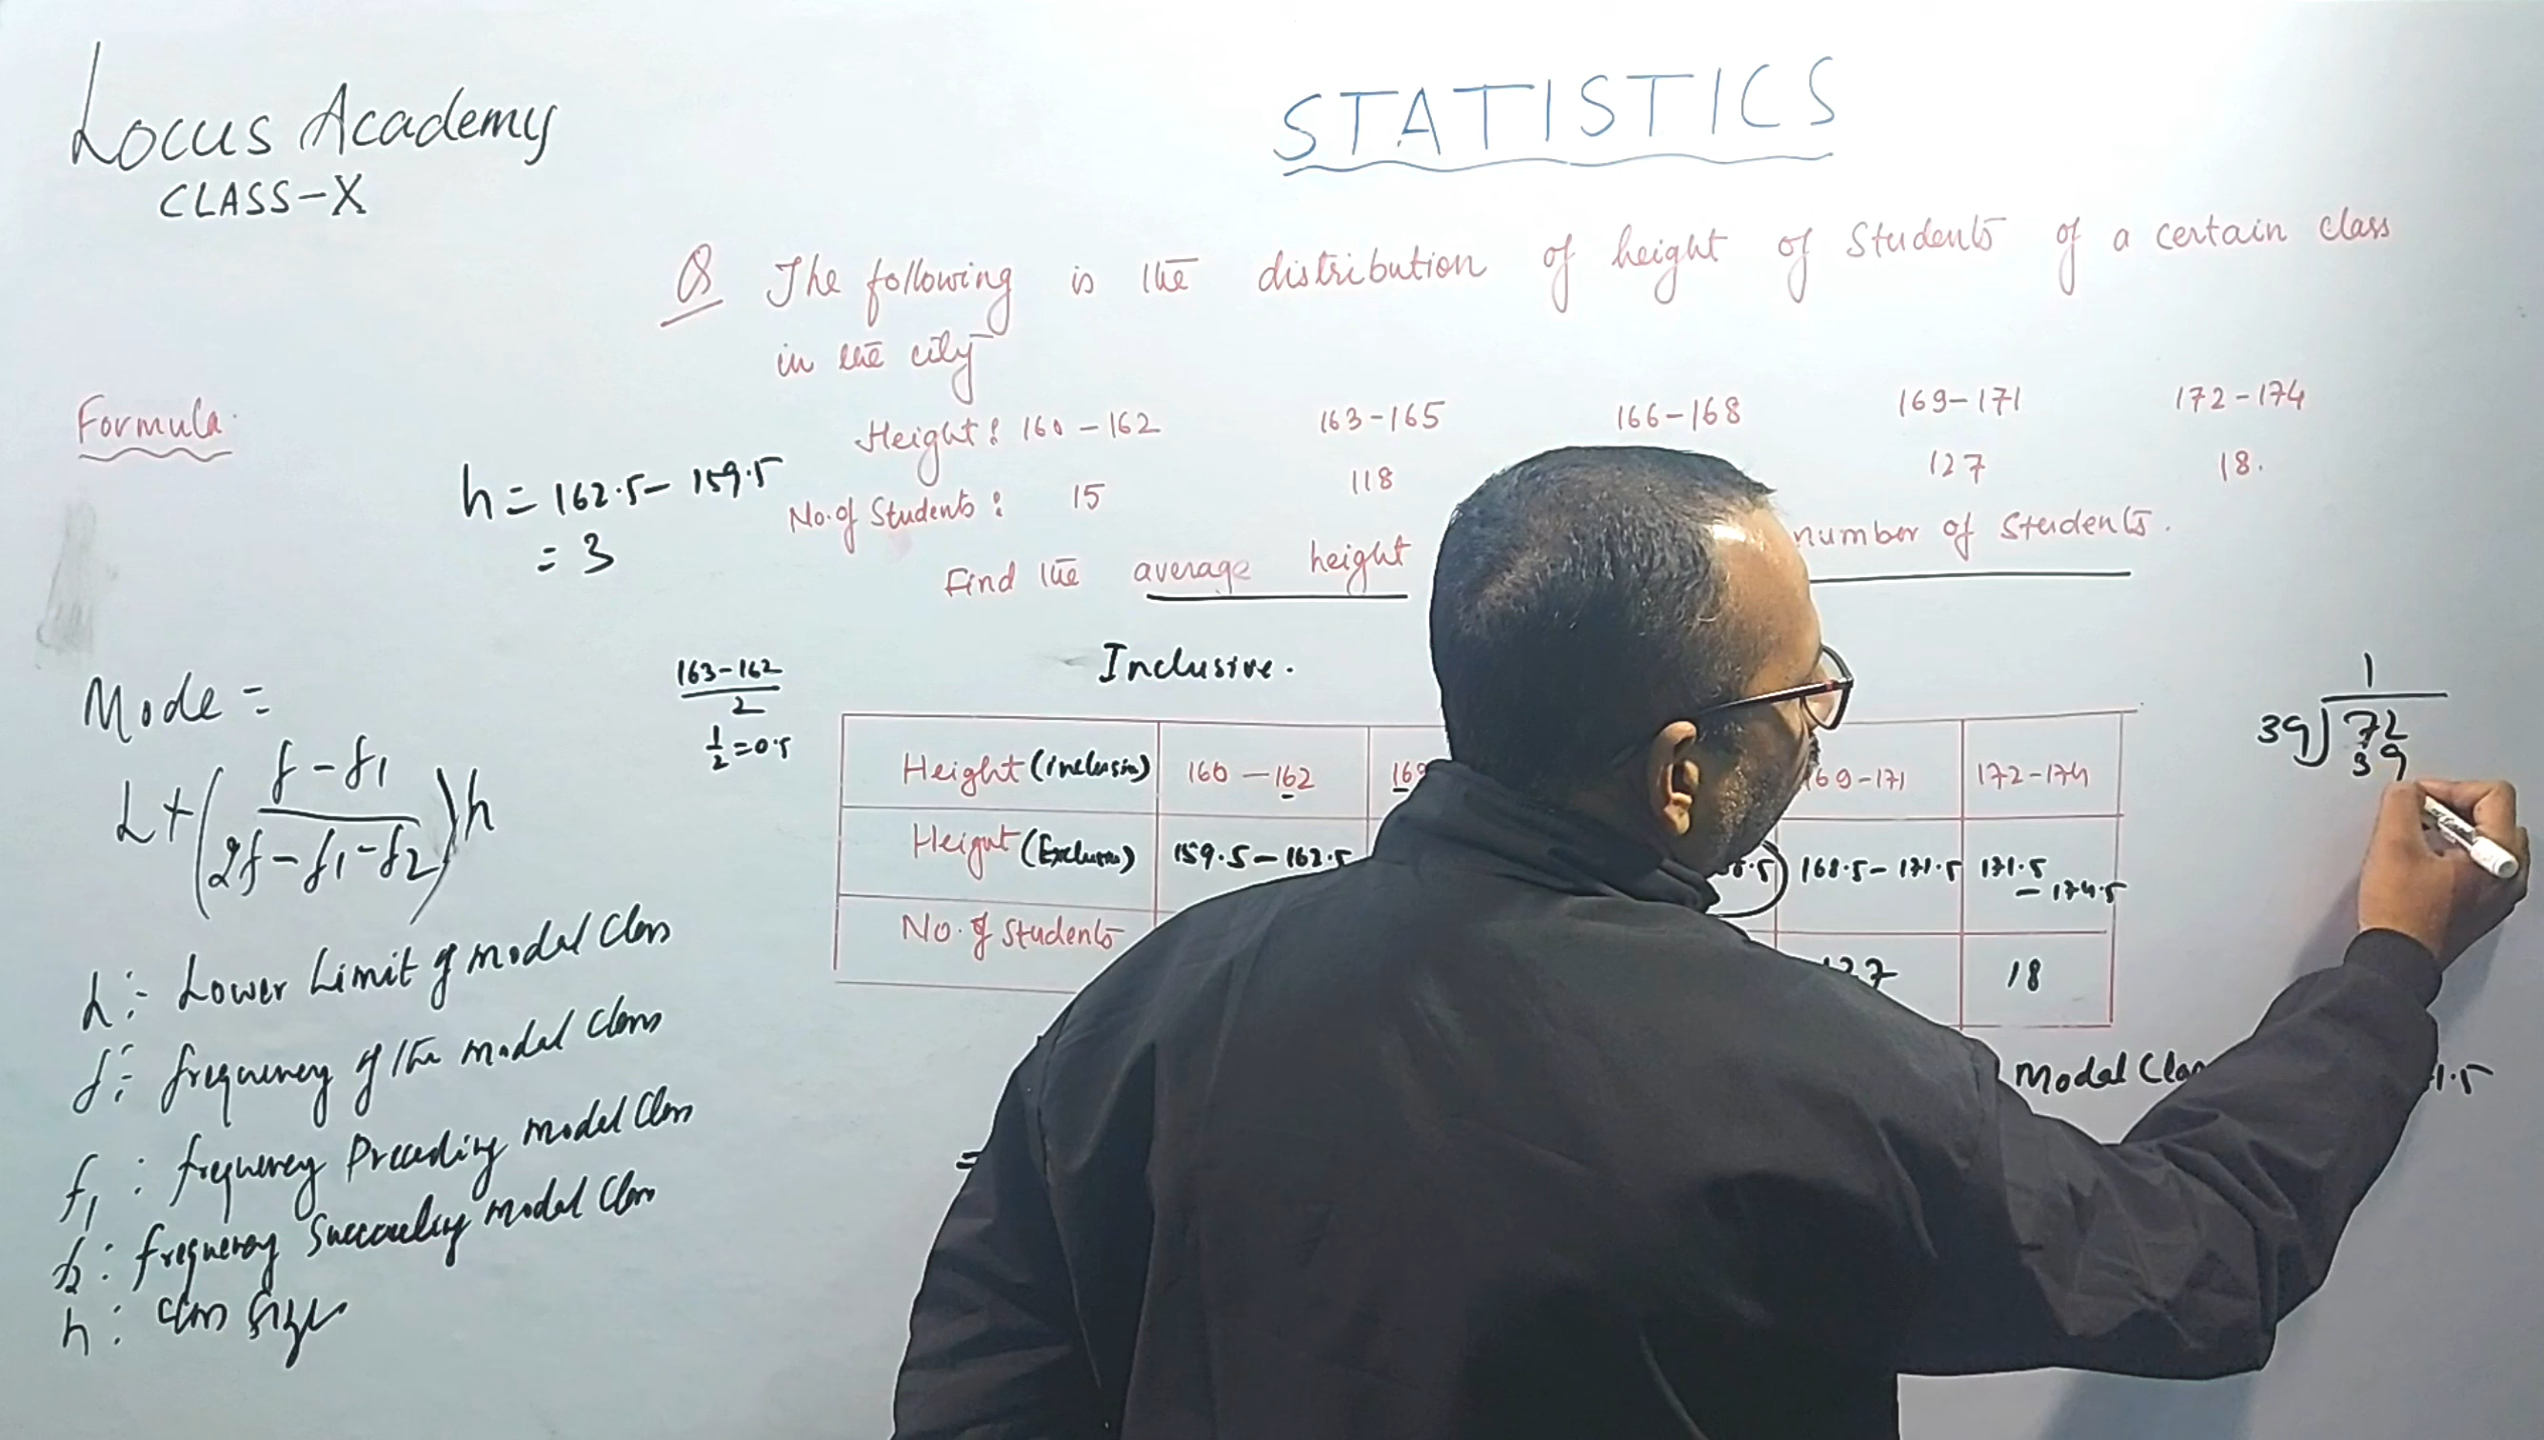 Locus Academy
CLASS-X
STATISTICS
Q The following is the distribution of height of Students of a certain class
in the city
Height: 160-162 163-165 166-168 169-171 172-174
No. of Students: 15 118 127 18.
Find the average height number of students.
Formula.
h = 162.5 - 159.5
= 3
163-162
2
1/2 = 0.5
Inclusive.
Mode =
L+(f-f1/2f-f1-f2)h
L:- Lower Limit of modal Class
f:- frequency of the modal class
f1: frequency Preceding modal Class
f2: frequency Succeeding modal Class
h: Class Size
Height (Inclusive) 160-162 169-171 172-174
Height (Exclusive) 159.5-162.5 168.5-171.5 171.5
-174.5
No. of Students 18
Modal Class
=
1
39)72
39